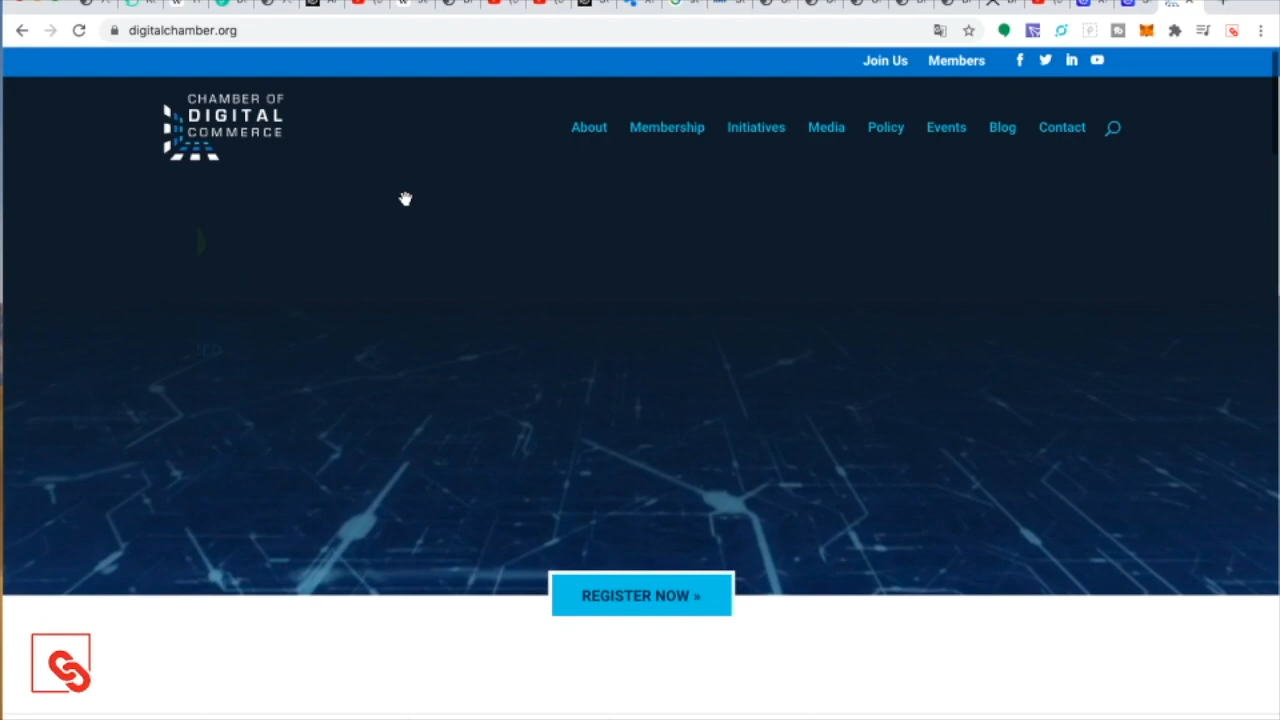 digitalchamber.org
Join Us Members
CHAMBER OF
DIGITAL
COMMERCE
About Membership Initiatives Media Policy Events Blog Contact
REGISTER NOW »